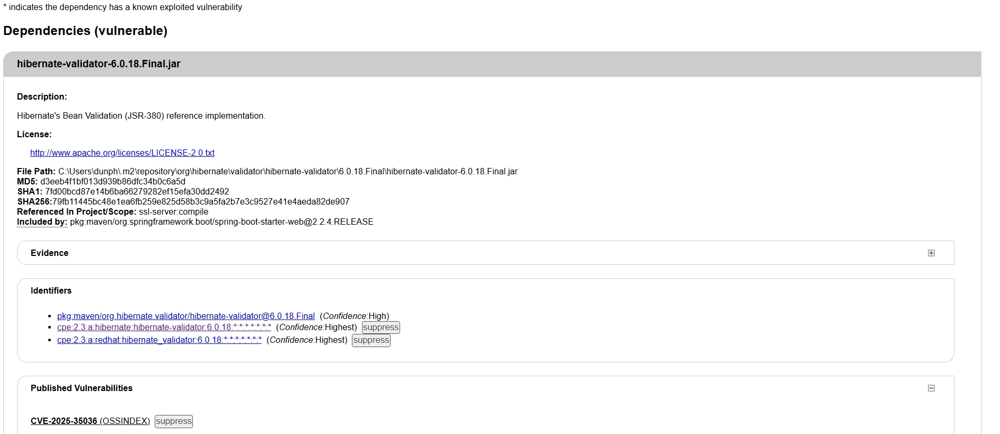 * indicates the dependency has a known exploited vulnerability
Dependencies (vulnerable)
hibernate-validator-6.0.18.Final.jar
Description:
Hibernate's Bean Validation (JSR-380) reference implementation.
License:
http://www.apache.org/licenses/LICENSE-2.0.txt
File Path: C:\Users\dunph\.m2\repository\org\hibernate\validator\hibernate-validator\6.0.18.Final\hibernate-validator-6.0.18.Final.jar
MD5: d3eeb4f1bf013d939b86dfc34b0c6a5d
SHA1: 7fd00bcd87e14b6ba66279282ef15efa30dd2492
SHA256:79fb11445bc48e1ea6fb259e825d58b3c9a5fa2b7e3c9527e41e4aeda82de907
Referenced In Project/Scope: ssl-server:compile
Included by: pkg:maven/org.springframework.boot/spring-boot-starter-web@2.2.4.RELEASE
Evidence
Identifiers
• pkg:maven/org.hibernate.validator/hibernate-validator@6.0.18.Final (Confidence:High)
• cpe:2.3:a:hibernate:hibernate-validator:6.0.18:*:*:*:*:*:*:* (Confidence:Highest) suppress
• cpe:2.3:a:redhat:hibernate_validator:6.0.18:*:*:*:*:*:*:* (Confidence:Highest) suppress
Published Vulnerabilities
CVE-2025-35036 (OSSINDEX) suppress